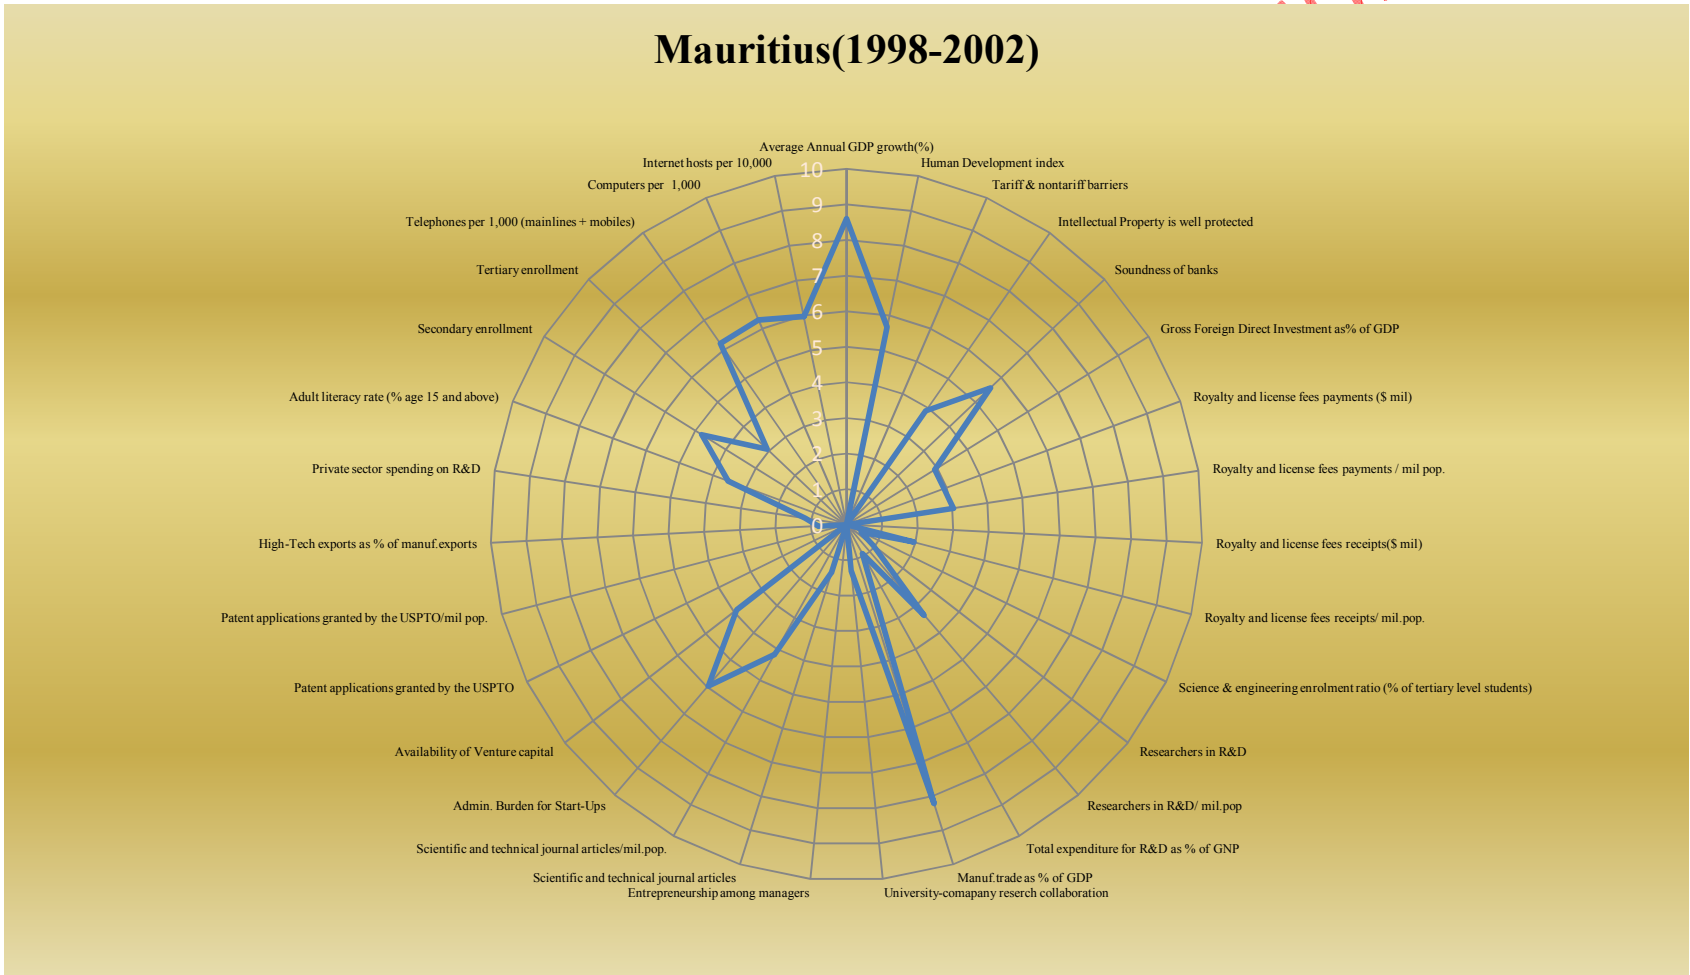 Mauritius(1998-2002)
Average Annual GDP growth(%)
Human Development index
Tariff & nontariff barriers
Intellectual Property is well protected
Soundness of banks
Gross Foreign Direct Investment as% of GDP
Royalty and license fees payments ($ mil)
Royalty and license fees payments / mil pop.
Royalty and license fees receipts($ mil)
Royalty and license fees receipts/ mil.pop.
Science & engineering enrolment ratio (% of tertiary level students)
Researchers in R&D
Researchers in R&D/ mil.pop
Total expenditure for R&D as % of GNP
Manuf.trade as % of GDP
University-comapany reserch collaboration
Entrepreneurship among managers
Scientific and technical journal articles
Scientific and technical journal articles/mil.pop.
Admin. Burden for Start-Ups
Availability of Venture capital
Patent applications granted by the USPTO
Patent applications granted by the USPTO/mil pop.
High-Tech exports as % of manuf.exports
Private sector spending on R&D
Adult literacy rate (% age 15 and above)
Secondary enrollment
Tertiary enrollment
Telephones per 1,000 (mainlines + mobiles)
Computers per 1,000
Internet hosts per 10,000
10
9
8
7
6
5
4
3
2
1
0